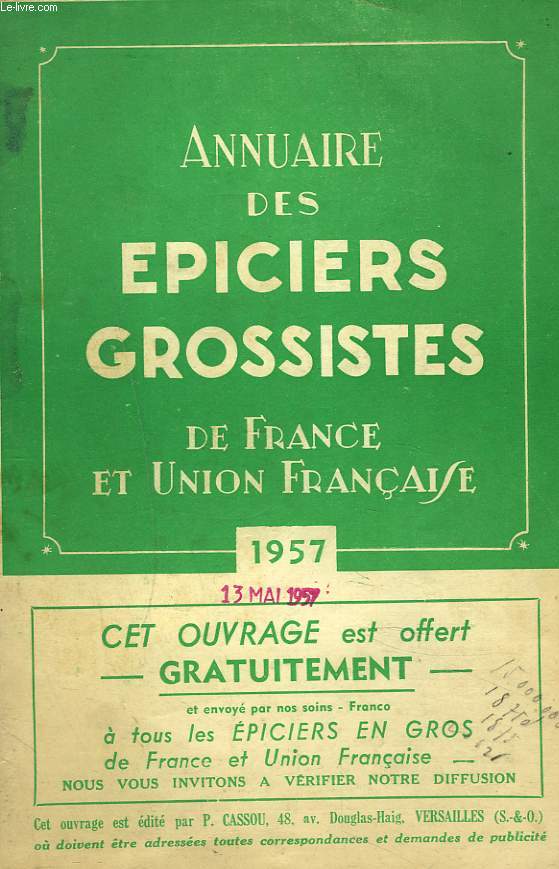 Le-livre.com
ANNUAIRE
DES
EPICIERS
GROSSISTES
DE FRANCE
ET UNION FRANÇAISE
1957
13 MAI 1957
CET OUVRAGE est offert
— GRATUITEMENT —
et envoyé par nos soins - Franco
à tous les ÉPICIERS EN GROS
de France et Union Française —
NOUS VOUS INVITONS A VÉRIFIER NOTRE DIFFUSION
Cet ouvrage est édité par P. CASSOU, 48, av. Douglas-Haig, VERSAILLES (S.-&-O.)
où doivent être adressées toutes correspondances et demandes de publicité